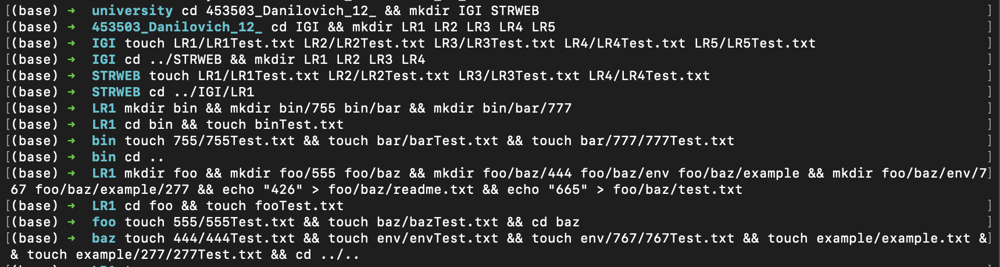 [(base) ➜  university cd 453503_Danilovich_12_ && mkdir IGI STRWEB ]
[(base) ➜  453503_Danilovich_12_ cd IGI && mkdir LR1 LR2 LR3 LR4 LR5 ]
[(base) ➜  IGI touch LR1/LR1Test.txt LR2/LR2Test.txt LR3/LR3Test.txt LR4/LR4Test.txt LR5/LR5Test.txt ]
[(base) ➜  IGI cd ../STRWEB && mkdir LR1 LR2 LR3 LR4 ]
[(base) ➜  STRWEB touch LR1/LR1Test.txt LR2/LR2Test.txt LR3/LR3Test.txt LR4/LR4Test.txt ]
[(base) ➜  STRWEB cd ../IGI/LR1 ]
[(base) ➜  LR1 mkdir bin && mkdir bin/755 bin/bar && mkdir bin/bar/777 ]
[(base) ➜  LR1 cd bin && touch binTest.txt ]
[(base) ➜  bin touch 755/755Test.txt && touch bar/barTest.txt && touch bar/777/777Test.txt ]
[(base) ➜  bin cd .. ]
[(base) ➜  LR1 mkdir foo && mkdir foo/555 foo/baz && mkdir foo/baz/444 foo/baz/env foo/baz/example && mkdir foo/baz/env/7]
67 foo/baz/example/277 && echo "426" > foo/baz/readme.txt && echo "665" > foo/baz/test.txt
[(base) ➜  LR1 cd foo && touch fooTest.txt ]
[(base) ➜  foo touch 555/555Test.txt && touch baz/bazTest.txt && cd baz ]
[(base) ➜  baz touch 444/444Test.txt && touch env/envTest.txt && touch env/767/767Test.txt && touch example/example.txt &]
& touch example/277/277Test.txt && cd ../..